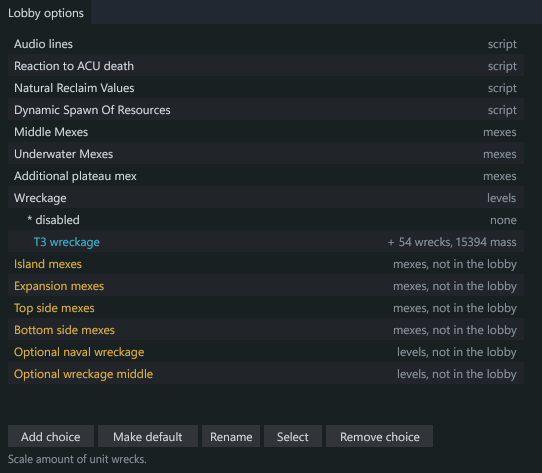 Lobby options
Audio lines script
Reaction to ACU death script
Natural Reclaim Values script
Dynamic Spawn Of Resources script
Middle Mexes mexes
Underwater Mexes mexes
Additional plateau mex mexes
Wreckage levels
* disabled none
T3 wreckage + 54 wrecks, 15394 mass
Island mexes mexes, not in the lobby
Expansion mexes mexes, not in the lobby
Top side mexes mexes, not in the lobby
Bottom side mexes mexes, not in the lobby
Optional naval wreckage levels, not in the lobby
Optional wreckage middle levels, not in the lobby
Add choice Make default Rename Select Remove choice
Scale amount of unit wrecks.